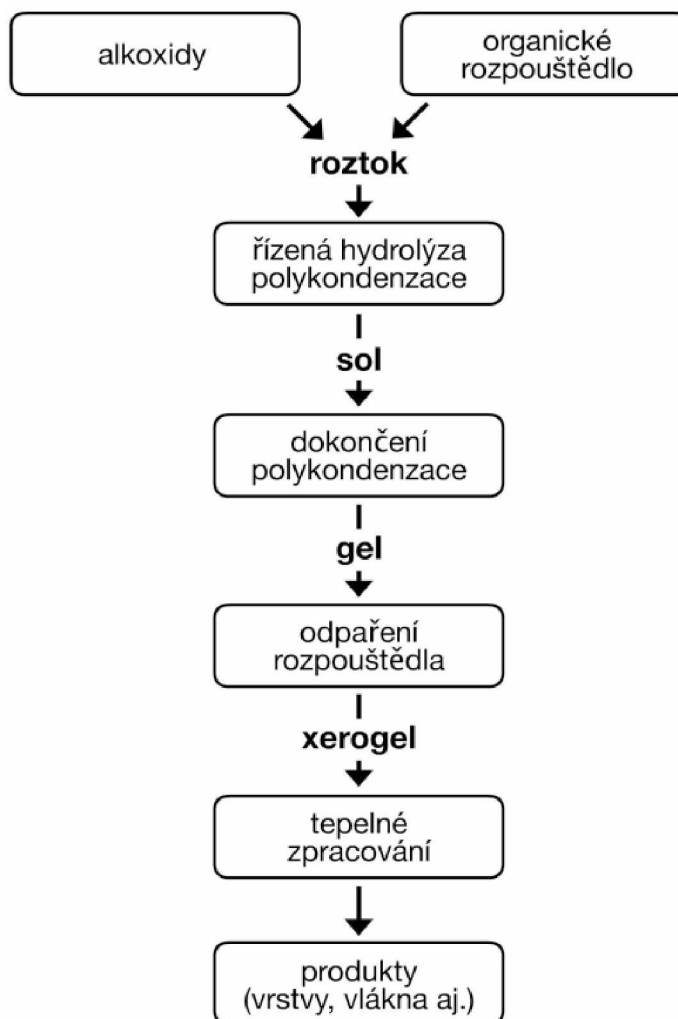 alkoxidy
organické
rozpouštědlo
roztok
řízená hydrolýza
polykondenzace
sol
dokončení
polykondenzace
gel
odpaření
rozpouštědla
xerogel
tepelné
zpracování
produkty
(vrstvy, vlákna aj.)